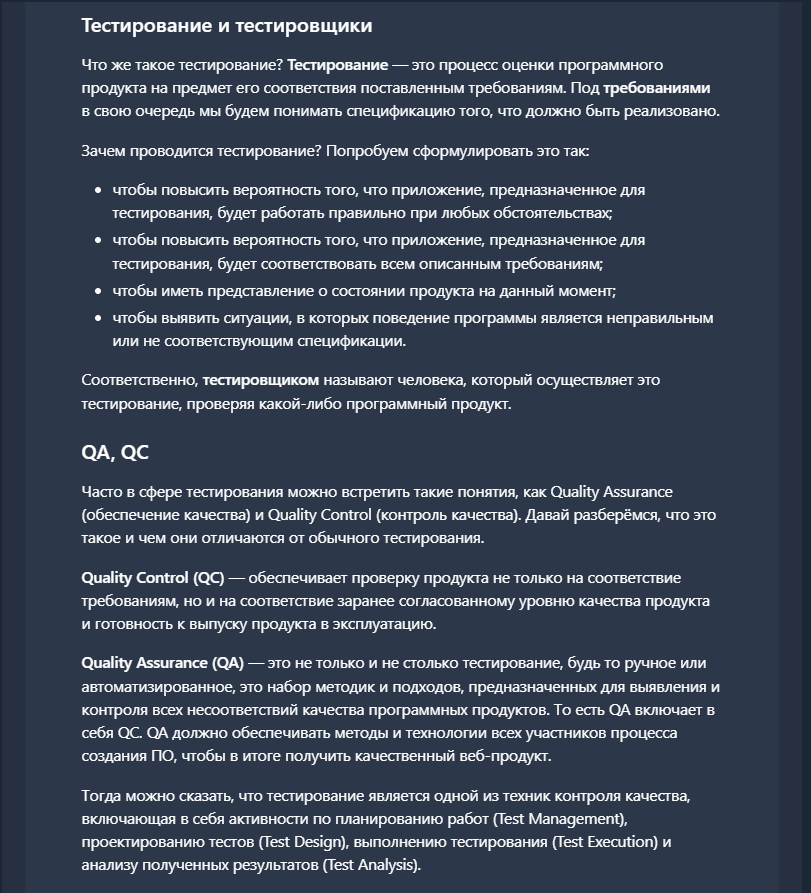 Тестирование и тестировщики
Что же такое тестирование? Тестирование — это процесс оценки программного
продукта на предмет его соответствия поставленным требованиям. Под требованиями
в свою очередь мы будем понимать спецификацию того, что должно быть реализовано.
Зачем проводится тестирование? Попробуем сформулировать это так:
• чтобы повысить вероятность того, что приложение, предназначенное для
тестирования, будет работать правильно при любых обстоятельствах;
• чтобы повысить вероятность того, что приложение, предназначенное для
тестирования, будет соответствовать всем описанным требованиям;
• чтобы иметь представление о состоянии продукта на данный момент;
• чтобы выявить ситуации, в которых поведение программы является неправильным
или не соответствующим спецификации.
Соответственно, тестировщиком называют человека, который осуществляет это
тестирование, проверяя какой-либо программный продукт.
QA, QC
Часто в сфере тестирования можно встретить такие понятия, как Quality Assurance
(обеспечение качества) и Quality Control (контроль качества). Давай разберёмся, что это
такое и чем они отличаются от обычного тестирования.
Quality Control (QC) — обеспечивает проверку продукта не только на соответствие
требованиям, но и на соответствие заранее согласованному уровню качества продукта
и готовность к выпуску продукта в эксплуатацию.
Quality Assurance (QA) — это не только и не столько тестирование, будь то ручное или
автоматизированное, это набор методик и подходов, предназначенных для выявления и
контроля всех несоответствий качества программных продуктов. То есть QA включает в
себя QC. QA должно обеспечивать методы и технологии всех участников процесса
создания ПО, чтобы в итоге получить качественный веб-продукт.
Тогда можно сказать, что тестирование является одной из техник контроля качества,
включающая в себя активности по планированию работ (Test Management),
проектированию тестов (Test Design), выполнению тестирования (Test Execution) и
анализу полученных результатов (Test Analysis).